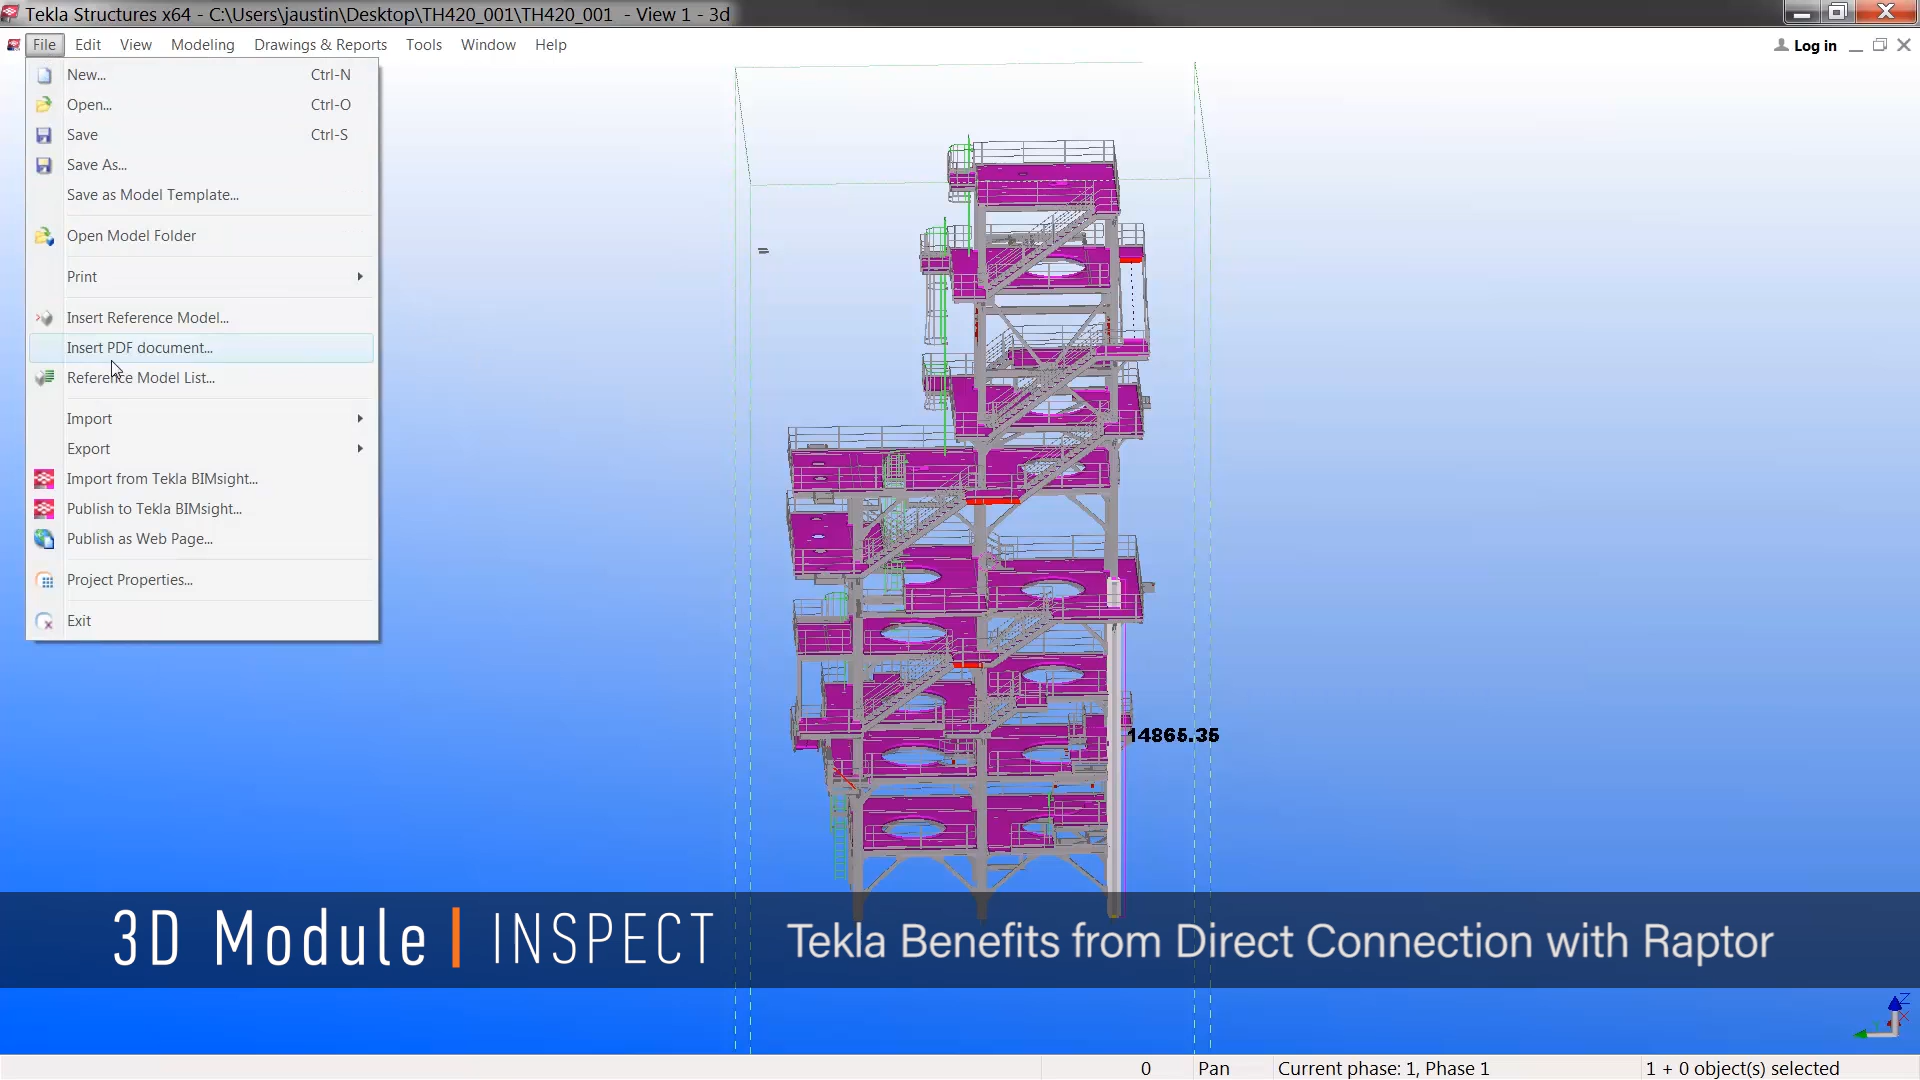 Tekla Structures x64 - C:\Users\jaustin\Desktop\TH420_001\TH420_001 - View 1 - 3d
File Edit View Modeling Drawings & Reports Tools Window Help Log in
New... Ctrl-N
Open... Ctrl-O
Save Ctrl-S
Save As...
Save as Model Template...
Open Model Folder
Print
Insert Reference Model...
Insert PDF document...
Reference Model List...
Import
Export
Import from Tekla BIMsight...
Publish to Tekla BIMsight...
Publish as Web Page...
Project Properties...
Exit
14865.35
3D Module | INSPECT Tekla Benefits from Direct Connection with Raptor
Z
X
0 Pan Current phase: 1, Phase 1 1 + 0 object(s) selected